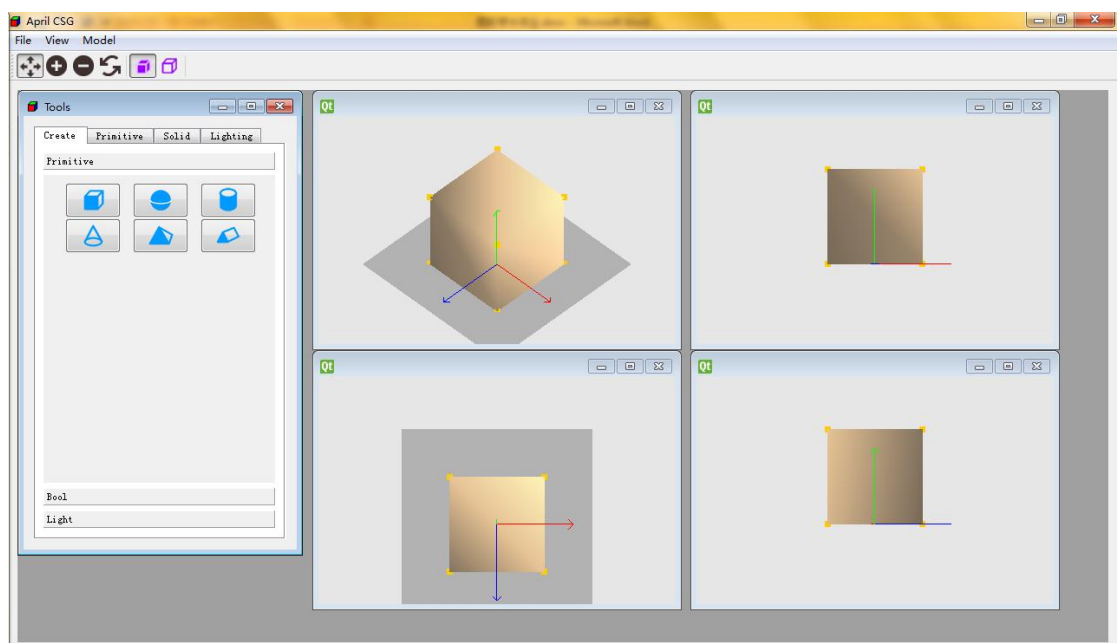 April CSG
File View Model
Tools
Create Primitive Solid Lighting
Primitive
Bool
Light
Qt
Qt
Qt
Qt